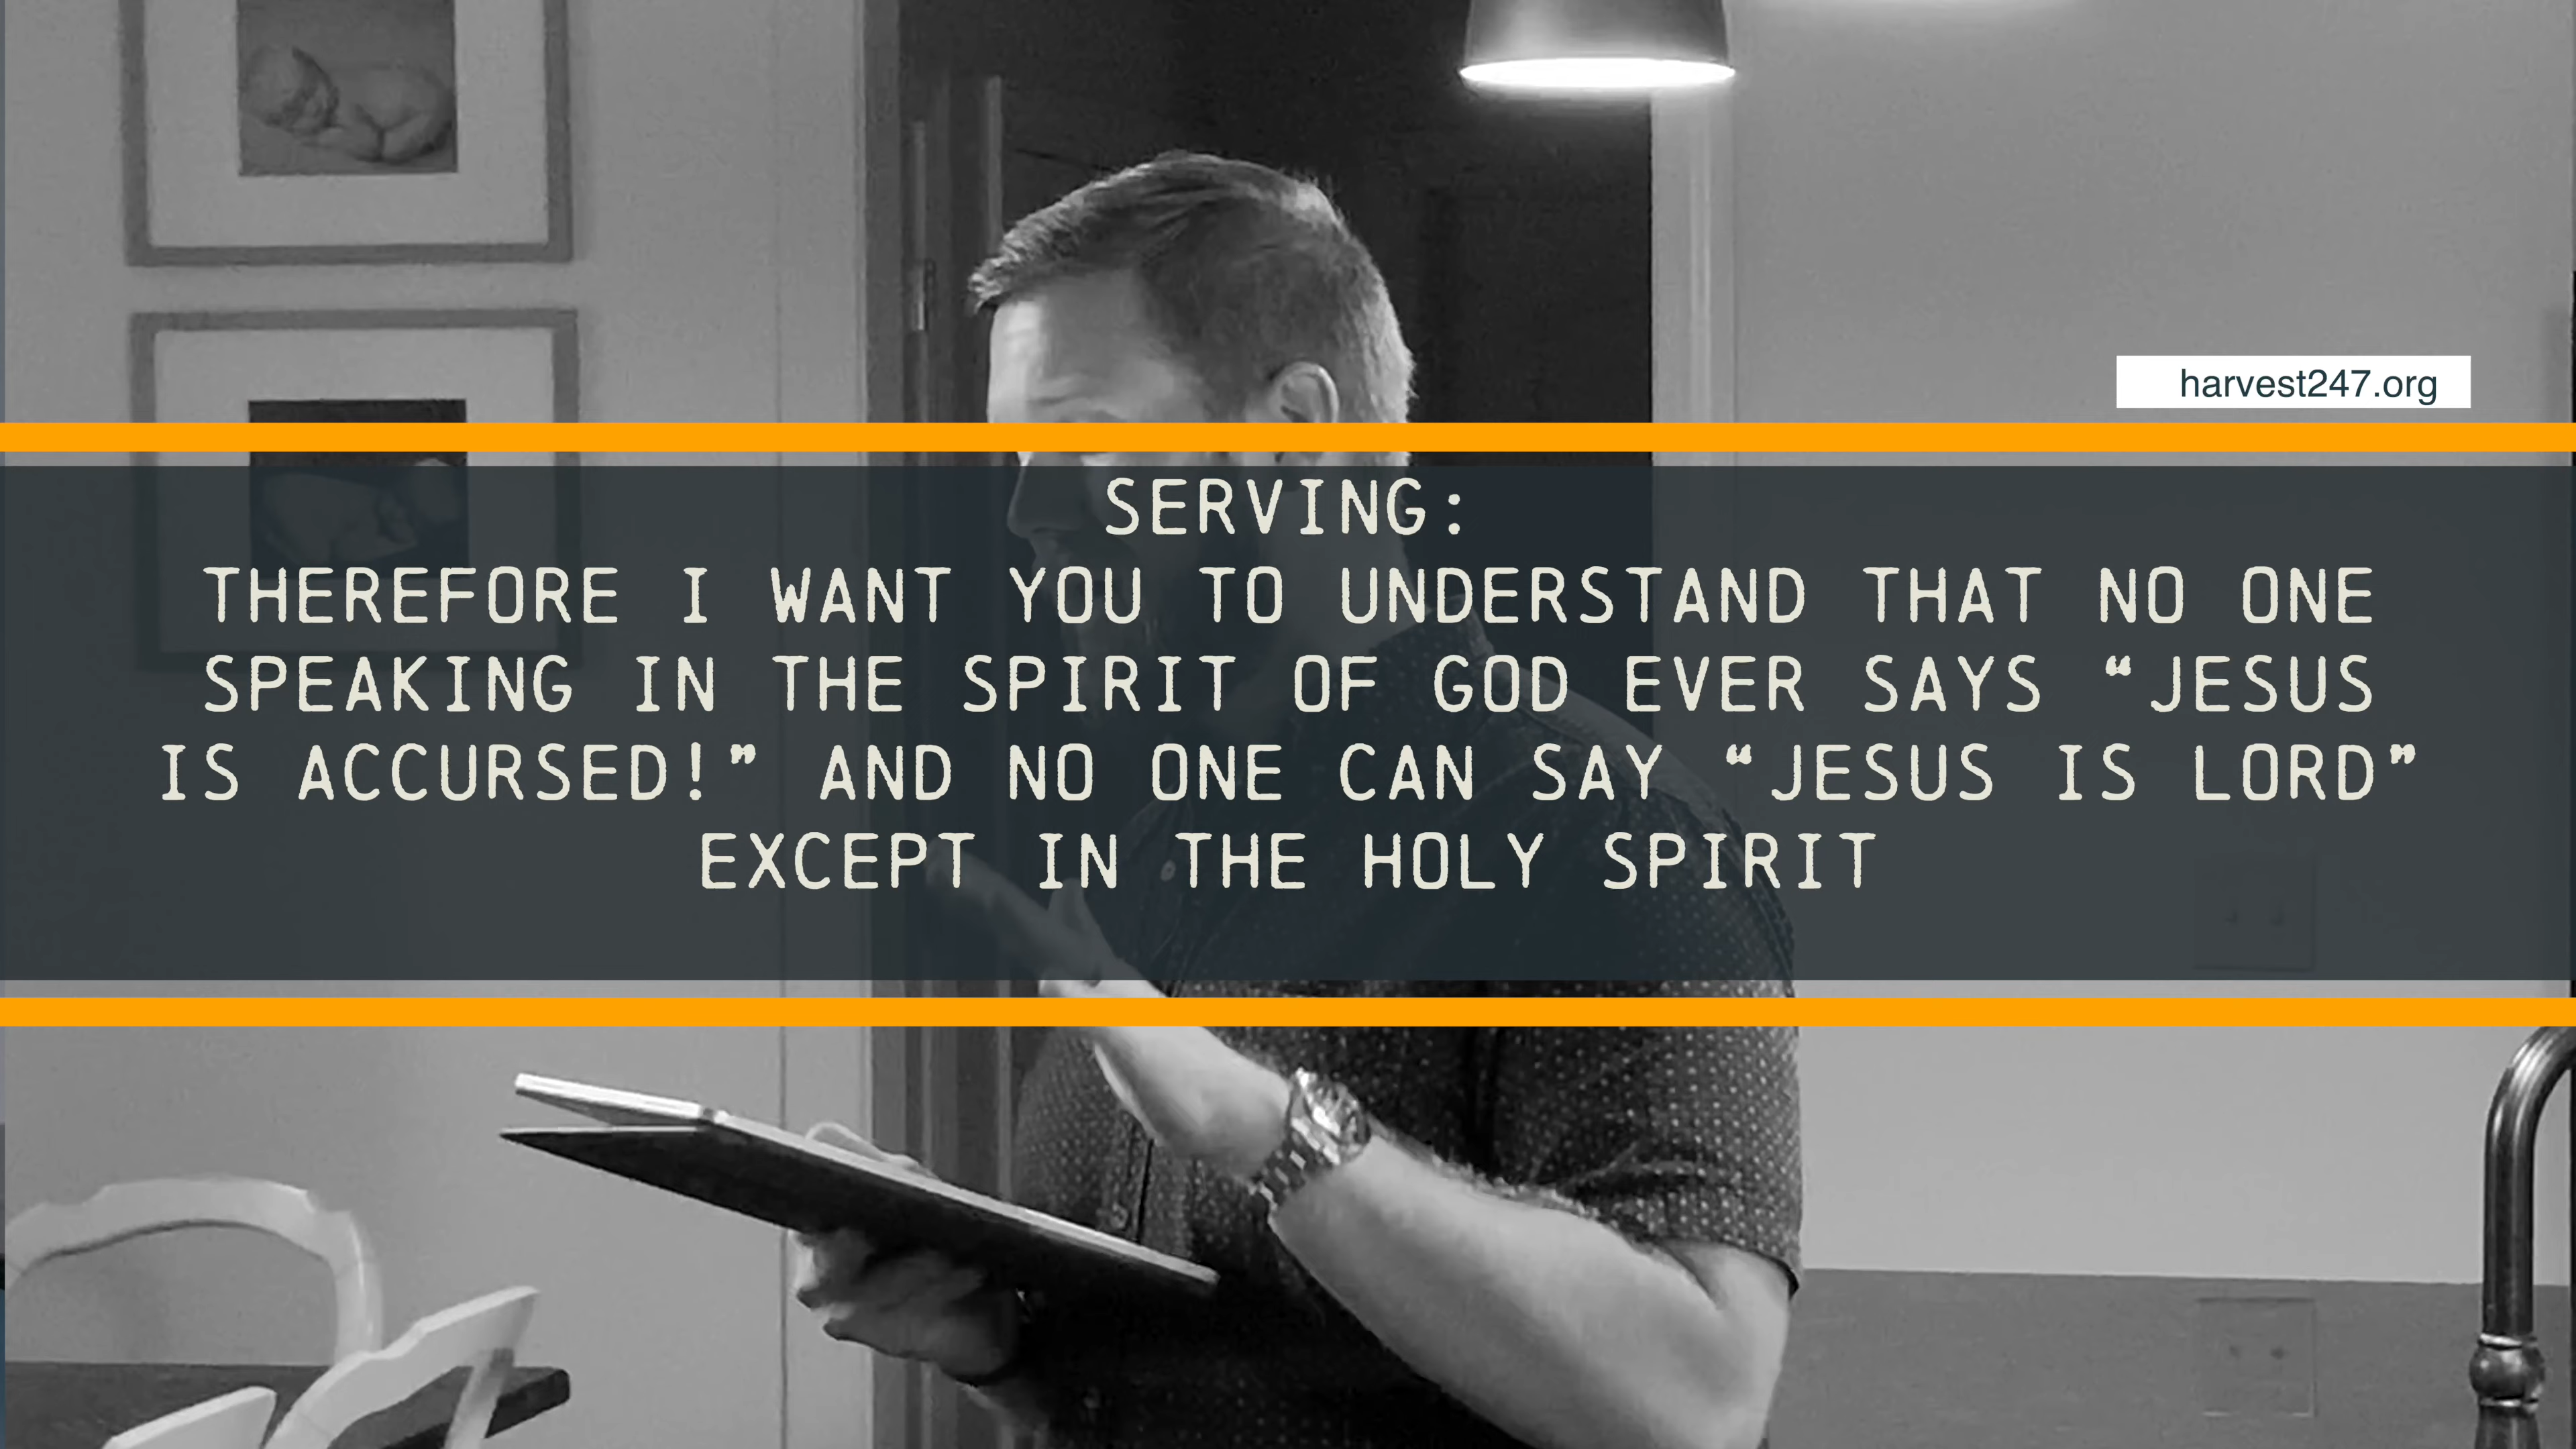 harvest247.org
SERVING:
THEREFORE I WANT YOU TO UNDERSTAND THAT NO ONE
SPEAKING IN THE SPIRIT OF GOD EVER SAYS “JESUS
IS ACCURSED!” AND NO ONE CAN SAY “JESUS IS LORD”
EXCEPT IN THE HOLY SPIRIT